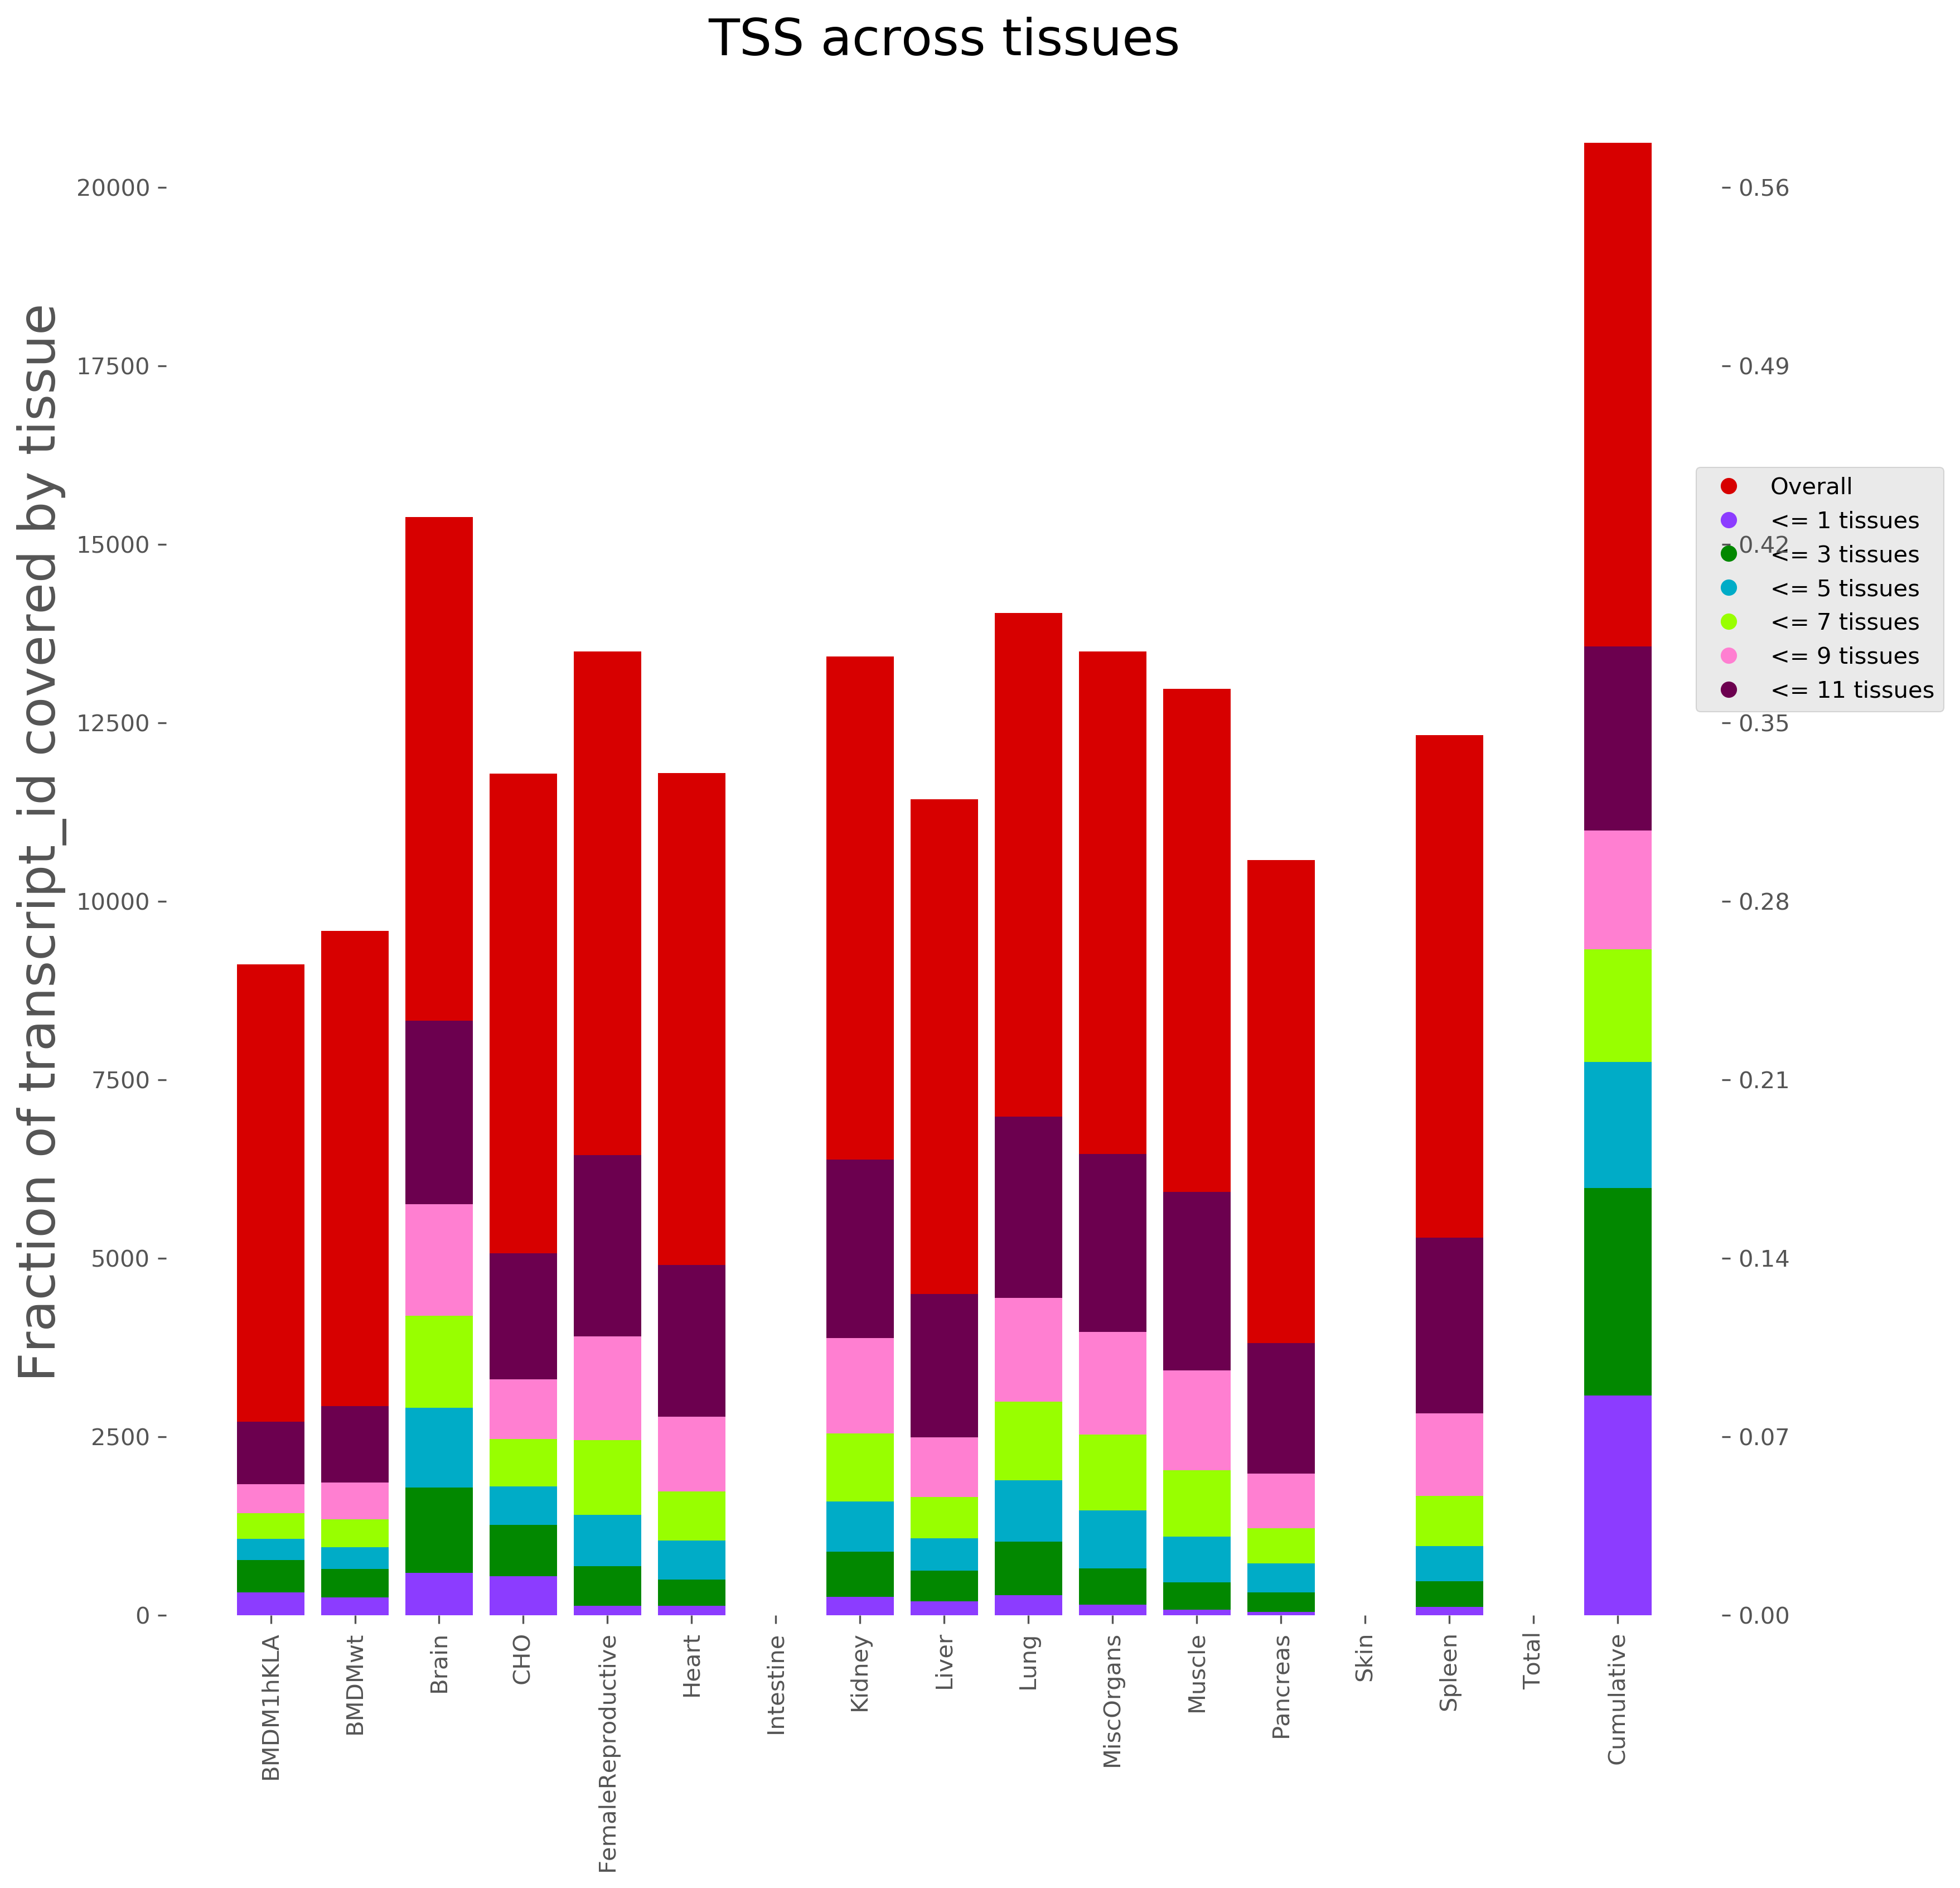 TSS across tissues
Fraction of transcript_id covered by tissue
20000
17500
15000
12500
10000
7500
5000
2500
0
0.56
0.49
0.42
0.35
0.28
0.21
0.14
0.07
0.00
Overall
<= 1 tissues
<= 3 tissues
<= 5 tissues
<= 7 tissues
<= 9 tissues
<= 11 tissues
BMDM1hKLA
BMDMwt
Brain
CHO
FemaleReproductive
Heart
Intestine
Kidney
Liver
Lung
MiscOrgans
Muscle
Pancreas
Skin
Spleen
Total
Cumulative